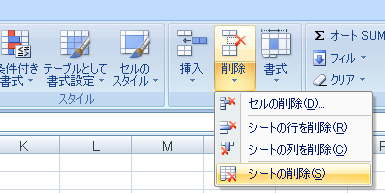 条件付き
書式
テーブルとして
書式設定
セルの
スタイル
スタイル
挿入
削除
書式
Σ オート SUM
フィル
クリア
セルの削除(D)...
シートの行を削除(R)
シートの列を削除(C)
シートの削除(S)
K L M